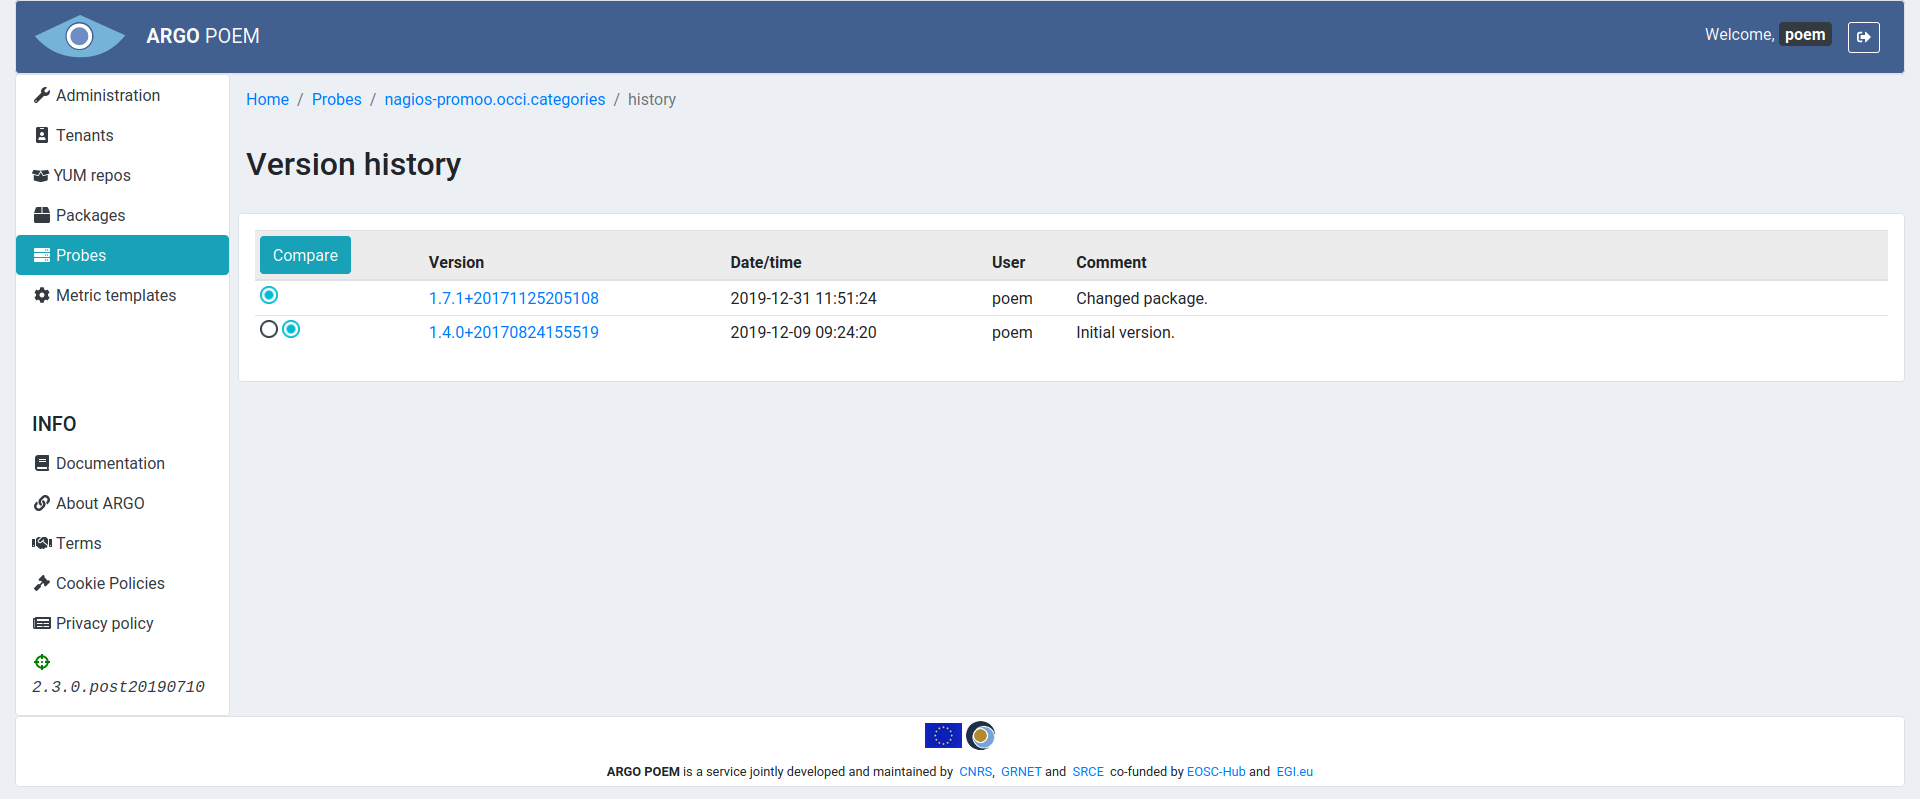 ARGO POEM
Welcome, poem
Administration
Tenants
YUM repos
Packages
Probes
Metric templates
INFO
Documentation
About ARGO
Terms
Cookie Policies
Privacy policy
2.3.0.post20190710
Home / Probes / nagios-promoo.occi.categories / history
Version history
Compare Version Date/time User Comment
1.7.1+20171125205108 2019-12-31 11:51:24 poem Changed package.
1.4.0+20170824155519 2019-12-09 09:24:20 poem Initial version.
ARGO POEM is a service jointly developed and maintained by CNRS, GRNET and SRCE co-funded by EOSC-Hub and EGI.eu